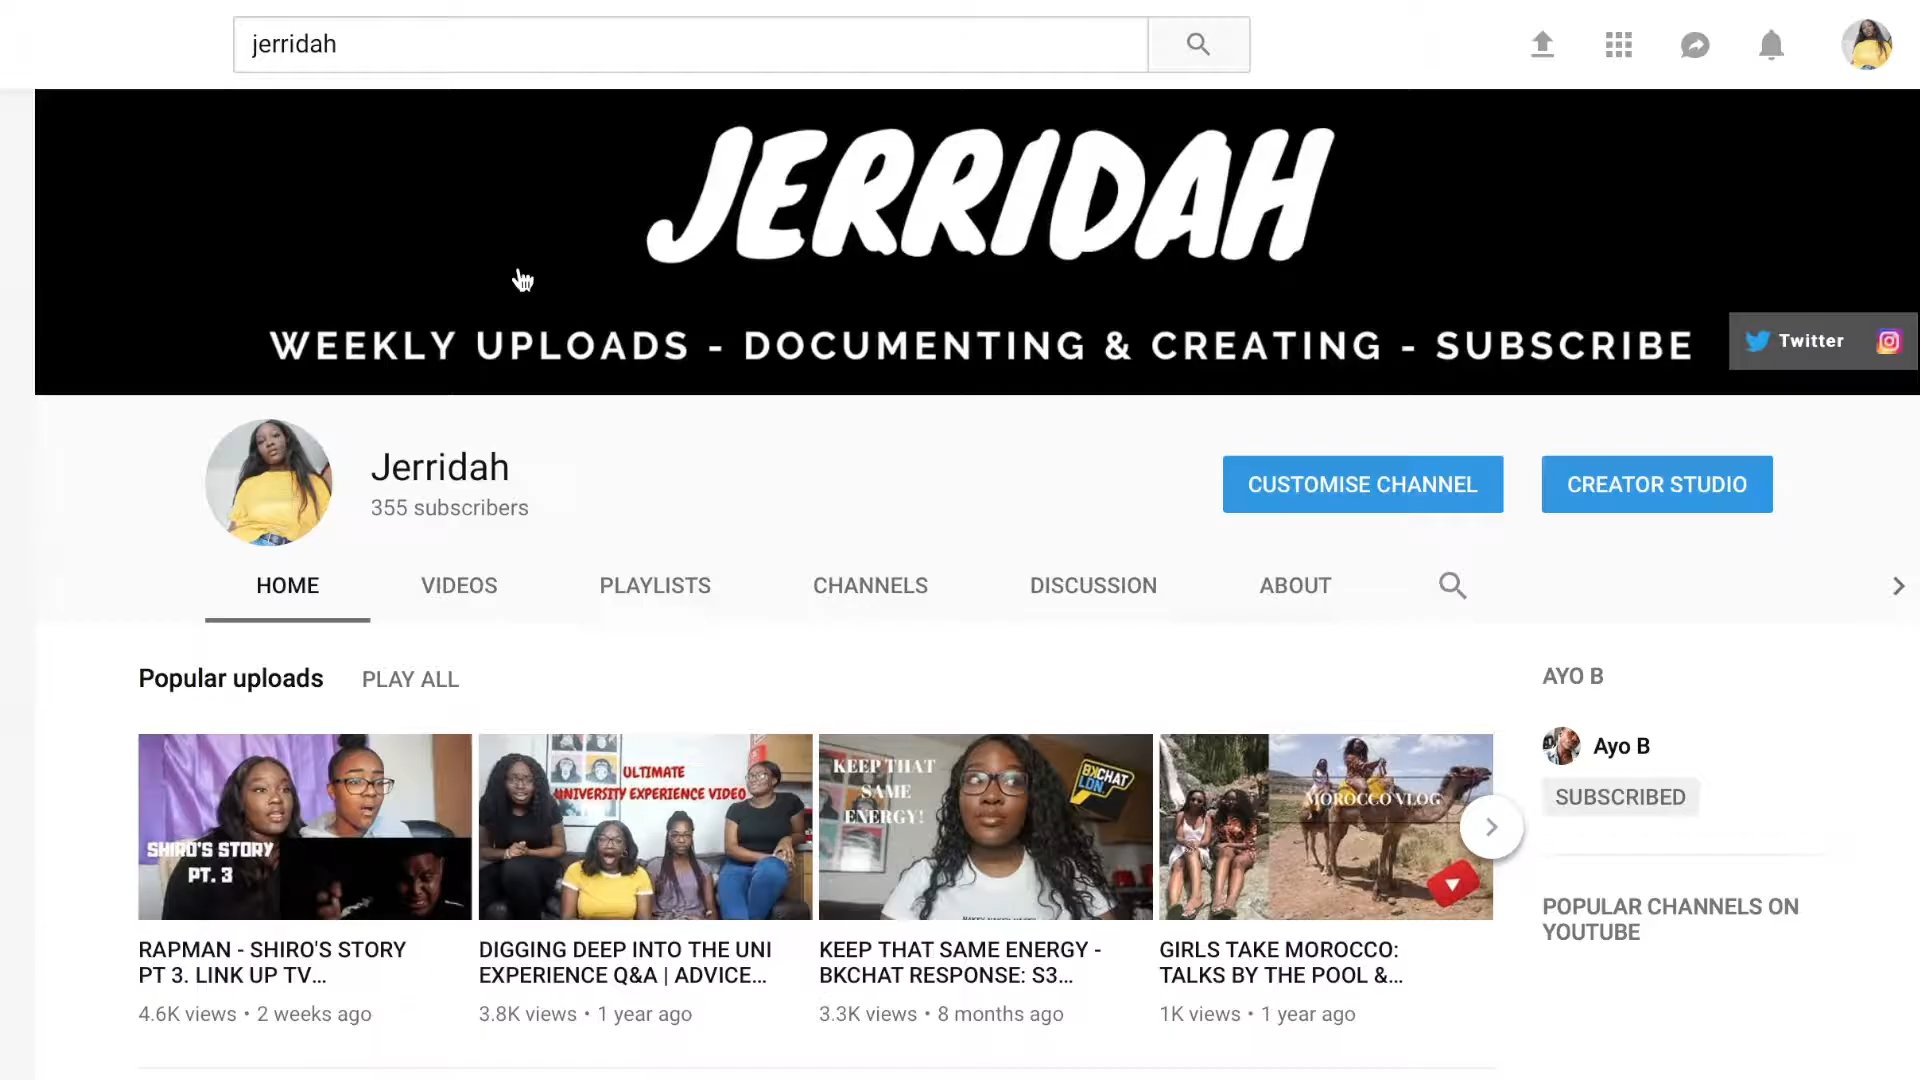 jerridah
JERRIDAH
WEEKLY UPLOADS - DOCUMENTING & CREATING - SUBSCRIBE
Twitter
Jerridah
355 subscribers
CUSTOMISE CHANNEL
CREATOR STUDIO
HOME
VIDEOS
PLAYLISTS
CHANNELS
DISCUSSION
ABOUT
Popular uploads
PLAY ALL
SHIRO'S STORY
PT. 3
RAPMAN - SHIRO'S STORY
PT 3. LINK UP TV...
4.6K views • 2 weeks ago
ULTIMATE
UNIVERSITY EXPERIENCE VIDEO
DIGGING DEEP INTO THE UNI
EXPERIENCE Q&A | ADVICE...
3.8K views • 1 year ago
KEEP THAT
SAME
ENERGY!
BKCHAT
LDN.
KEEP THAT SAME ENERGY -
BKCHAT RESPONSE: S3...
3.3K views • 8 months ago
MOROCCO VLOG
GIRLS TAKE MOROCCO:
TALKS BY THE POOL &...
1K views • 1 year ago
AYO B
Ayo B
SUBSCRIBED
POPULAR CHANNELS ON
YOUTUBE